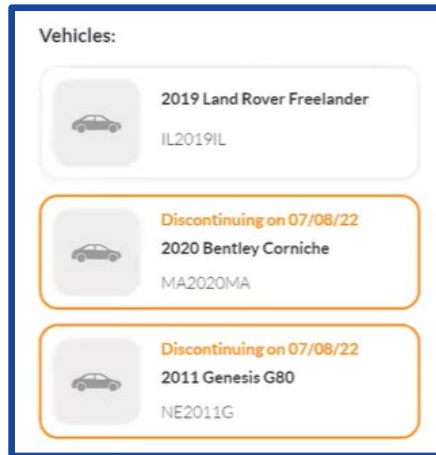 Vehicles:
2019 Land Rover Freelander
IL2019IL
Discontinuing on 07/08/22
2020 Bentley Corniche
MA2020MA
Discontinuing on 07/08/22
2011 Genesis G80
NE2011G